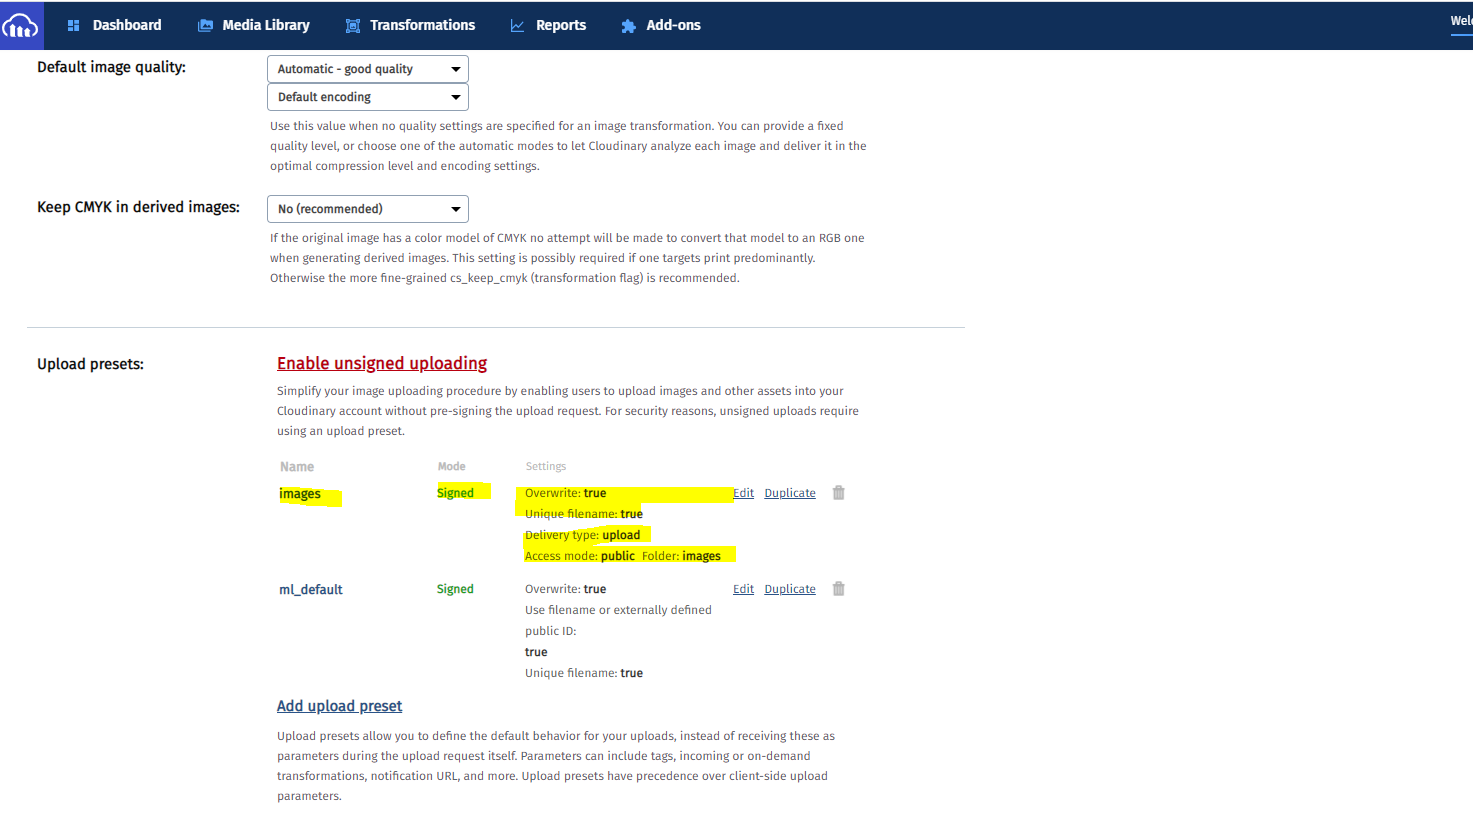 Dashboard Media Library Transformations Reports Add-ons
Default image quality: Automatic - good quality
Default encoding
Use this value when no quality settings are specified for an image transformation. You can provide a fixed
quality level, or choose one of the automatic modes to let Cloudinary analyze each image and deliver it in the
optimal compression level and encoding settings.
Keep CMYK in derived images: No (recommended)
If the original image has a color model of CMYK no attempt will be made to convert that model to an RGB one
when generating derived images. This setting is possibly required if one targets print predominantly.
Otherwise the more fine-grained cs_keep_cmyk (transformation flag) is recommended.
Upload presets: Enable unsigned uploading
Simplify your image uploading procedure by enabling users to upload images and other assets into your
Cloudinary account without pre-signing the upload request. For security reasons, unsigned uploads require
using an upload preset.
Name Mode Settings
images Signed Overwrite: true Edit Duplicate
Unique filename: true
Delivery type: upload
Access mode: public Folder: images
ml_default Signed Overwrite: true Edit Duplicate
Use filename or externally defined
public ID:
true
Unique filename: true
Add upload preset
Upload presets allow you to define the default behavior for your uploads, instead of receiving these as
parameters during the upload request itself. Parameters can include tags, incoming or on-demand
transformations, notification URL, and more. Upload presets have precedence over client-side upload
parameters.